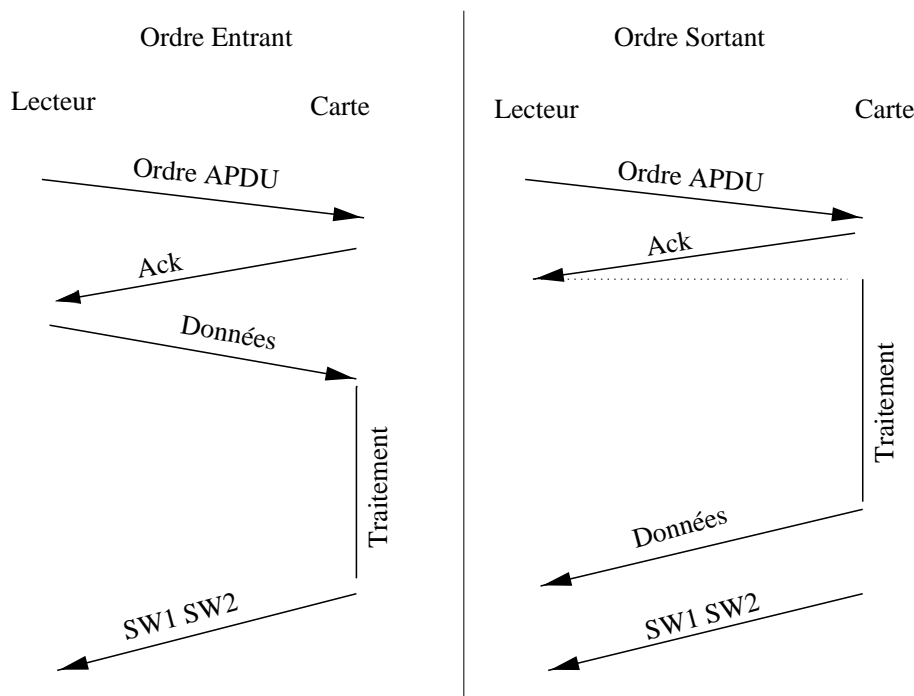 Ordre Entrant
Lecteur
Carte
Ordre APDU
Ack
Données
Traitement
SW1 SW2
Ordre Sortant
Lecteur
Carte
Ordre APDU
Ack
Traitement
Données
SW1 SW2